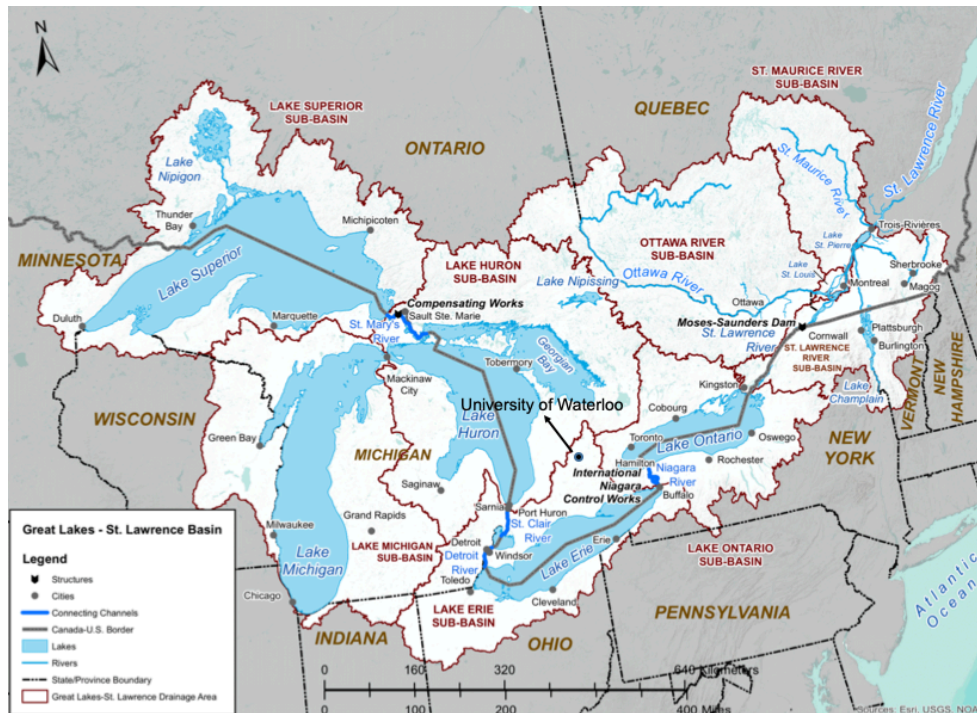 N
ST. MAURICE RIVER
SUB-BASIN
LAKE SUPERIOR
SUB-BASIN
QUEBEC
ONTARIO
St. Lawrence River
St. Maurice River
Lake
Nipigon
Thunder
Bay
Michipicoten
Trois-Rivières
Lake
St. Pierre
MINNESOTA
Lake Superior
OTTAWA RIVER
SUB-BASIN
LAKE HURON
SUB-BASIN
Lake Nipissing
Ottawa River
Lake
St. Louis
Sherbrooke
Magog
Montreal
Ottawa
Compensating Works
Sault Ste. Marie
Duluth
Marquette
St. Mary's
River
Moses-Saunders Dam
Cornwall
St. Lawrence
River
ST. LAWRENCE
RIVER
SUB-BASIN
Plattsburgh
Burlington
Georgian
Bay
Tobermory
Mackinaw
City
Kingston
Lake
Champlain
VERMONT
NEW
HAMPSHIRE
WISCONSIN
University of Waterloo
Lake
Huron
Cobourg
Green Bay
MICHIGAN
Toronto
Lake Ontario
Oswego
NEW
YORK
Hamilton
Niagara
River
Rochester
International
Niagara
Control Works
Buffalo
Saginaw
Sarnia
Port Huron
St. Clair
River
Grand Rapids
Milwaukee
Lake
Michigan
LAKE MICHIGAN
SUB-BASIN
Detroit
Windsor
Detroit
River
Lake Erie
Erie
LAKE ONTARIO
SUB-BASIN
Toledo
Cleveland
Chicago
LAKE ERIE
SUB-BASIN
PENNSYLVANIA
Atlantic
Ocean
INDIANA
OHIO
Great Lakes - St. Lawrence Basin
Legend
Structures
Cities
Connecting Channels
Canada-U.S. Border
Lakes
Rivers
State/Province Boundary
Great Lakes-St. Lawrence Drainage Area
0 160 320 640 Kilometers
0 100 200 400 Miles
Sources: Esri, USGS, NOA